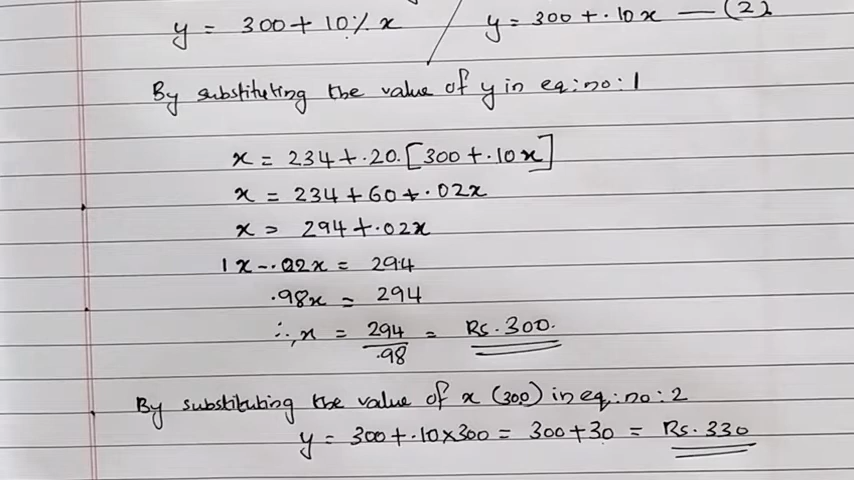 y = 300 + 10% x / y = 300 + .10x — (2)
By substituting the value of y in eq:no:1
x = 234 + .20.[300 + .10x]
x = 234 + 60 + .02x
x = 294 + .02x
1x - .02x = 294
.98x = 294
∴, x = 294/.98 = Rs. 300.
By substituting the value of x (300) in eq:no:2
y = 300 + .10×300 = 300 + 30 = Rs. 330